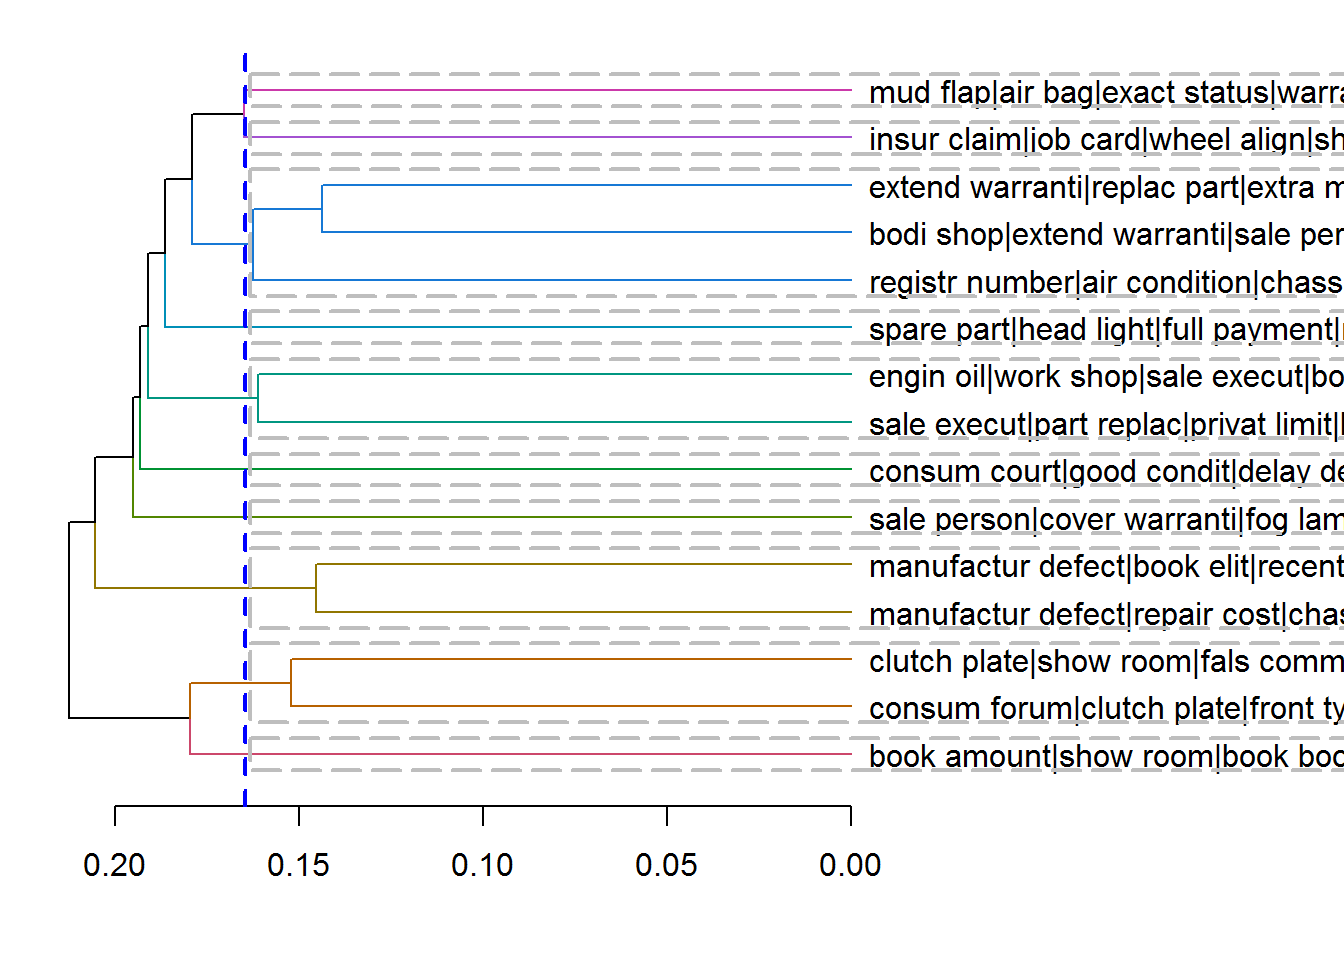 mud flap|air bag|exact status|warra
insur claim|job card|wheel align|sh
extend warranti|replac part|extra m
bodi shop|extend warranti|sale per
registr number|air condition|chass
spare part|head light|full payment|
engin oil|work shop|sale execut|bo
sale execut|part replac|privat limit|
consum court|good condit|delay de
sale person|cover warranti|fog lam
manufactur defect|book elit|recent
manufactur defect|repair cost|chas
clutch plate|show room|fals comm
consum forum|clutch plate|front ty
book amount|show room|book boo
0.20 0.15 0.10 0.05 0.00